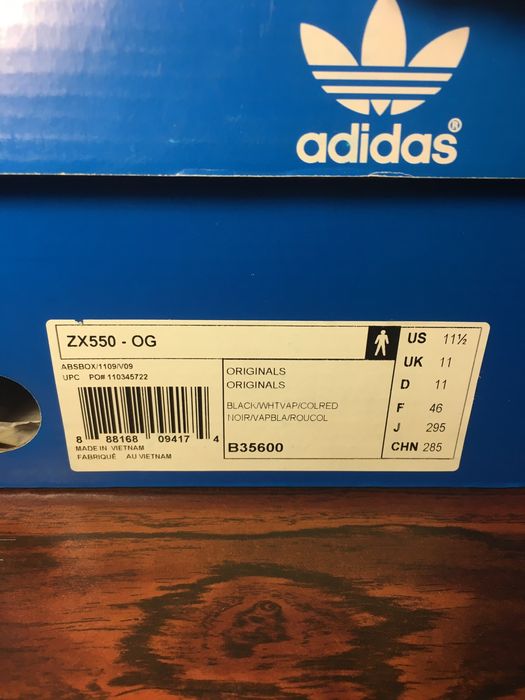 adidas®
ZX550 - OG
ABSBOX/1109/V09
UPC PO# 110345722
8 88168 09417 4
MADE IN VIETNAM
FABRIQUÉ AU VIETNAM
ORIGINALS
ORIGINALS
BLACK/WHTVAP/COLRED
NOIR/VAPBLA/ROUCOL
B35600
US 11½
UK 11
D 11
F 46
J 295
CHN 285